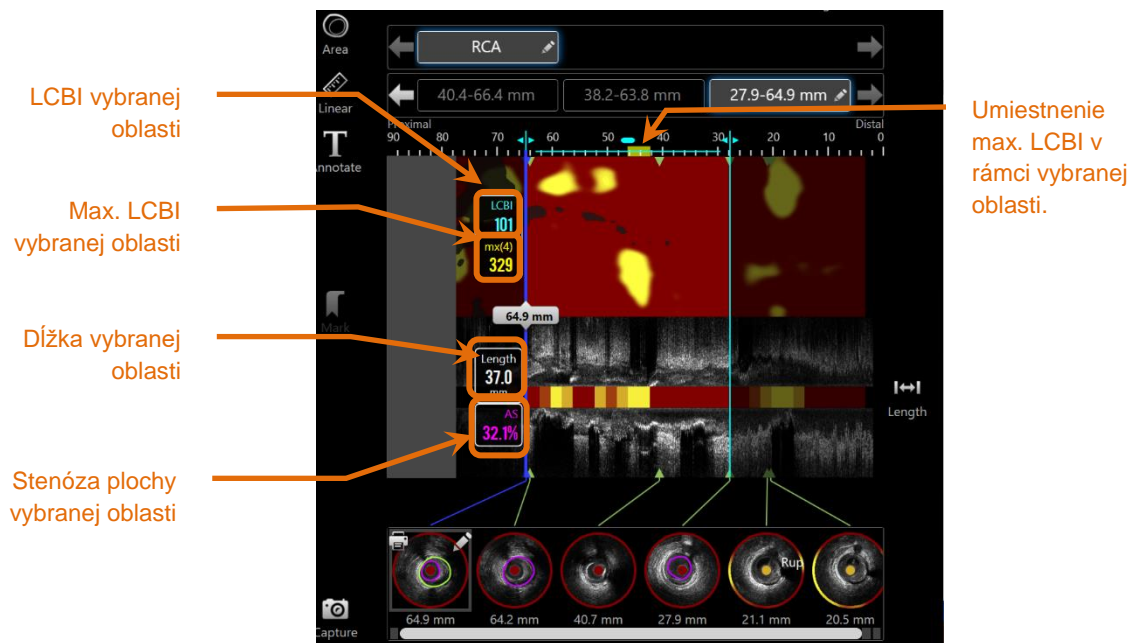 Area
RCA
Linear
40.4-66.4 mm
38.2-63.8 mm
27.9-64.9 mm
LCBI vybranej
oblasti
Umiestnenie
max. LCBI v
rámci vybranej
oblasti.
Proximal
Distal
90 80 70 60 50 40 30 20 10 0
Annotate
LCBI
101
Max. LCBI
vybranej oblasti
mx(4)
329
Mark
64.9 mm
Dĺžka vybranej
oblasti
Length
37.0
mm
Length
AS
32.1%
Stenóza plochy
vybranej oblasti
Rup
64.9 mm
64.2 mm
40.7 mm
27.9 mm
21.1 mm
20.5 mm
Capture